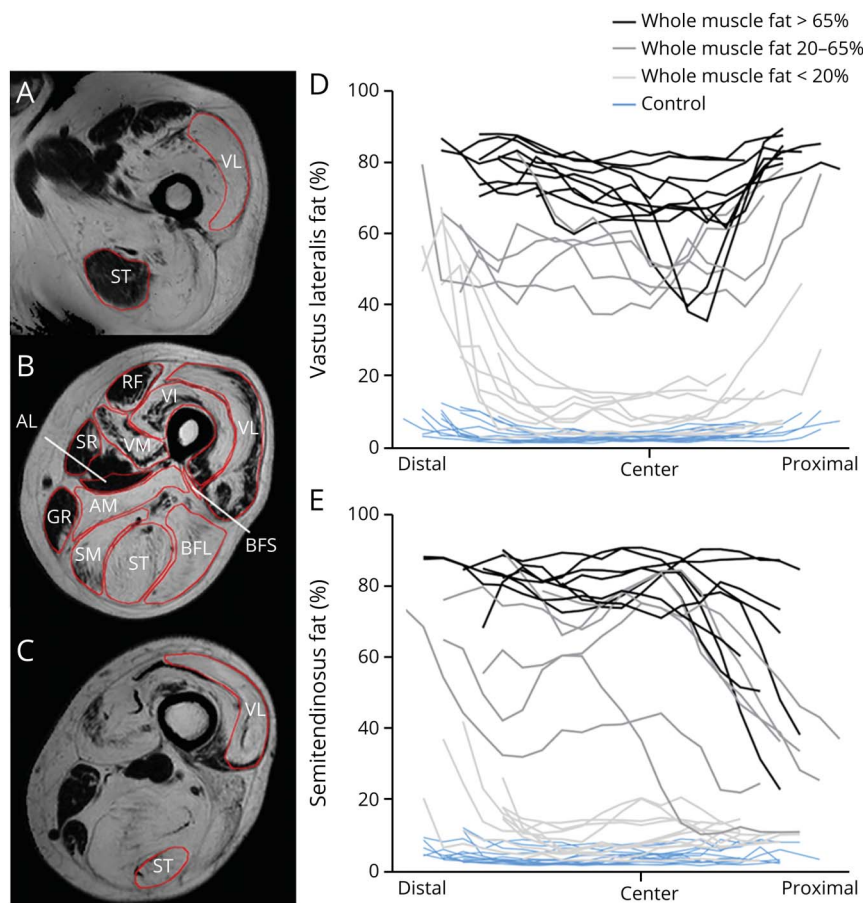 Whole muscle fat > 65%
Whole muscle fat 20–65%
Whole muscle fat < 20%
Control
A
VL
ST
B
RF
VI
AL
SR
VM
VL
AM
GR
SM
ST
BFL
BFS
C
VL
ST
D
Vastus lateralis fat (%)
100
80
60
40
20
0
Distal
Center
Proximal
E
Semitendinosus fat (%)
100
80
60
40
20
0
Distal
Center
Proximal